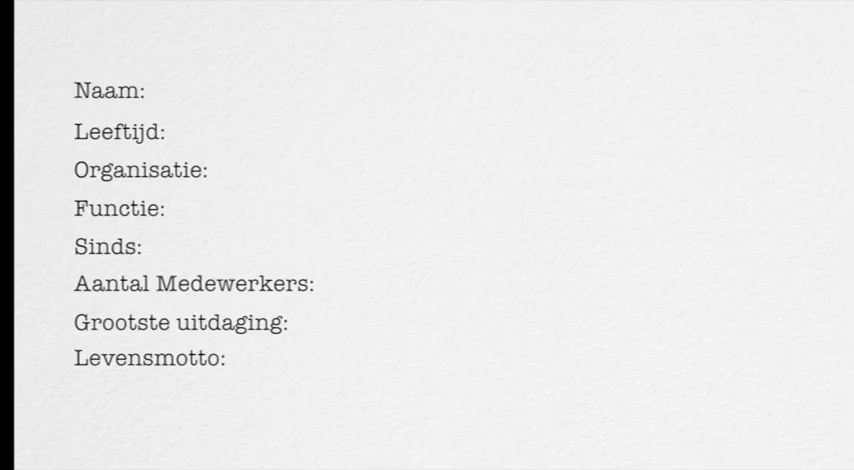 Naam:
Leeftijd:
Organisatie:
Functie:
Sinds:
Aantal Medewerkers:
Grootste uitdaging:
Levensmotto: